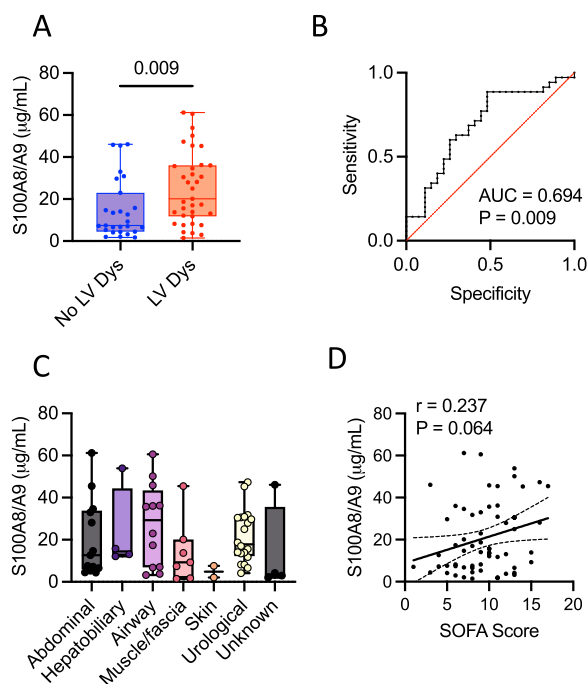 A
0.009
S100A8/A9 (μg/mL)
80
60
40
20
0
No LV Dys
LV Dys
B
Sensitivity
1.0
0.5
0.0
AUC = 0.694
P = 0.009
0.0
0.5
1.0
Specificity
C
S100A8/A9 (μg/mL)
80
60
40
20
0
Abdominal
Hepatobiliary
Airway
Muscle/fascia
Skin
Urological
Unknown
D
r = 0.237
P = 0.064
S100A8/A9 (μg/mL)
80
60
40
20
0
0
5
10
15
20
SOFA Score